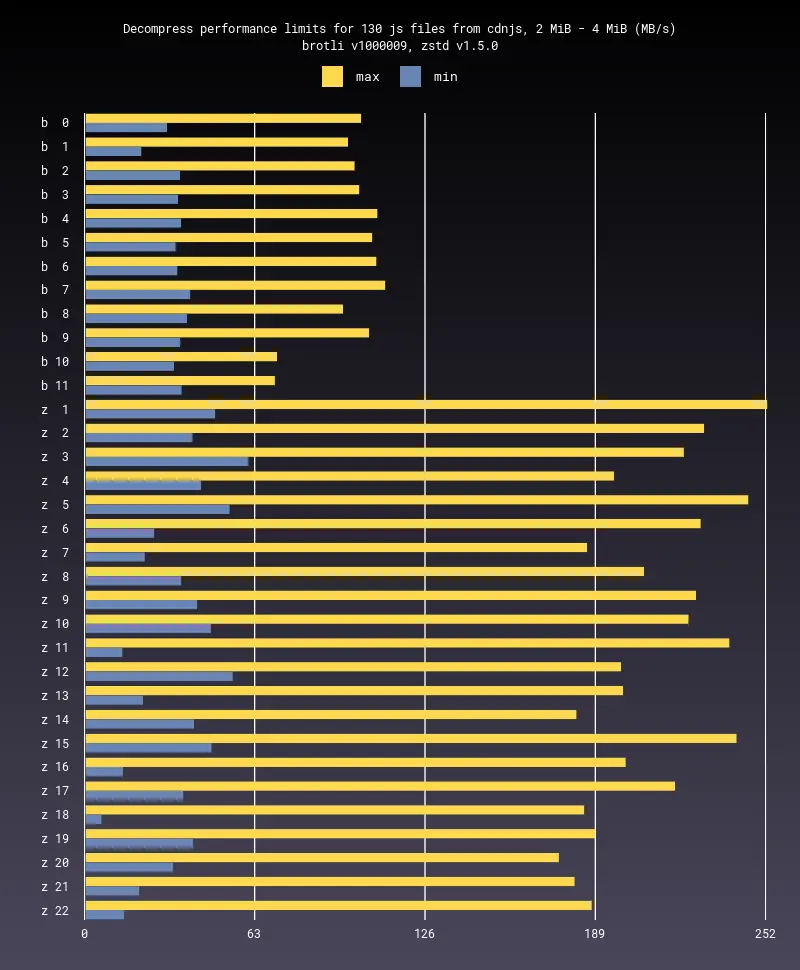 Decompress performance limits for 130 js files from cdnjs, 2 MiB - 4 MiB (MB/s)
brotli v1000009, zstd v1.5.0
max min
b 0
b 1
b 2
b 3
b 4
b 5
b 6
b 7
b 8
b 9
b 10
b 11
z 1
z 2
z 3
z 4
z 5
z 6
z 7
z 8
z 9
z 10
z 11
z 12
z 13
z 14
z 15
z 16
z 17
z 18
z 19
z 20
z 21
z 22
0 63 126 189 252